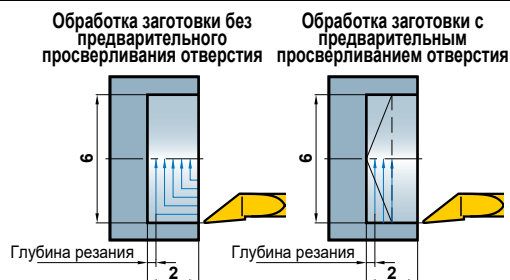 Обработка заготовки без
предварительного
просверливания отверстия
Обработка заготовки с
предварительным
просверливанием отверстия
6
6
Глубина резания
2
Глубина резания
2